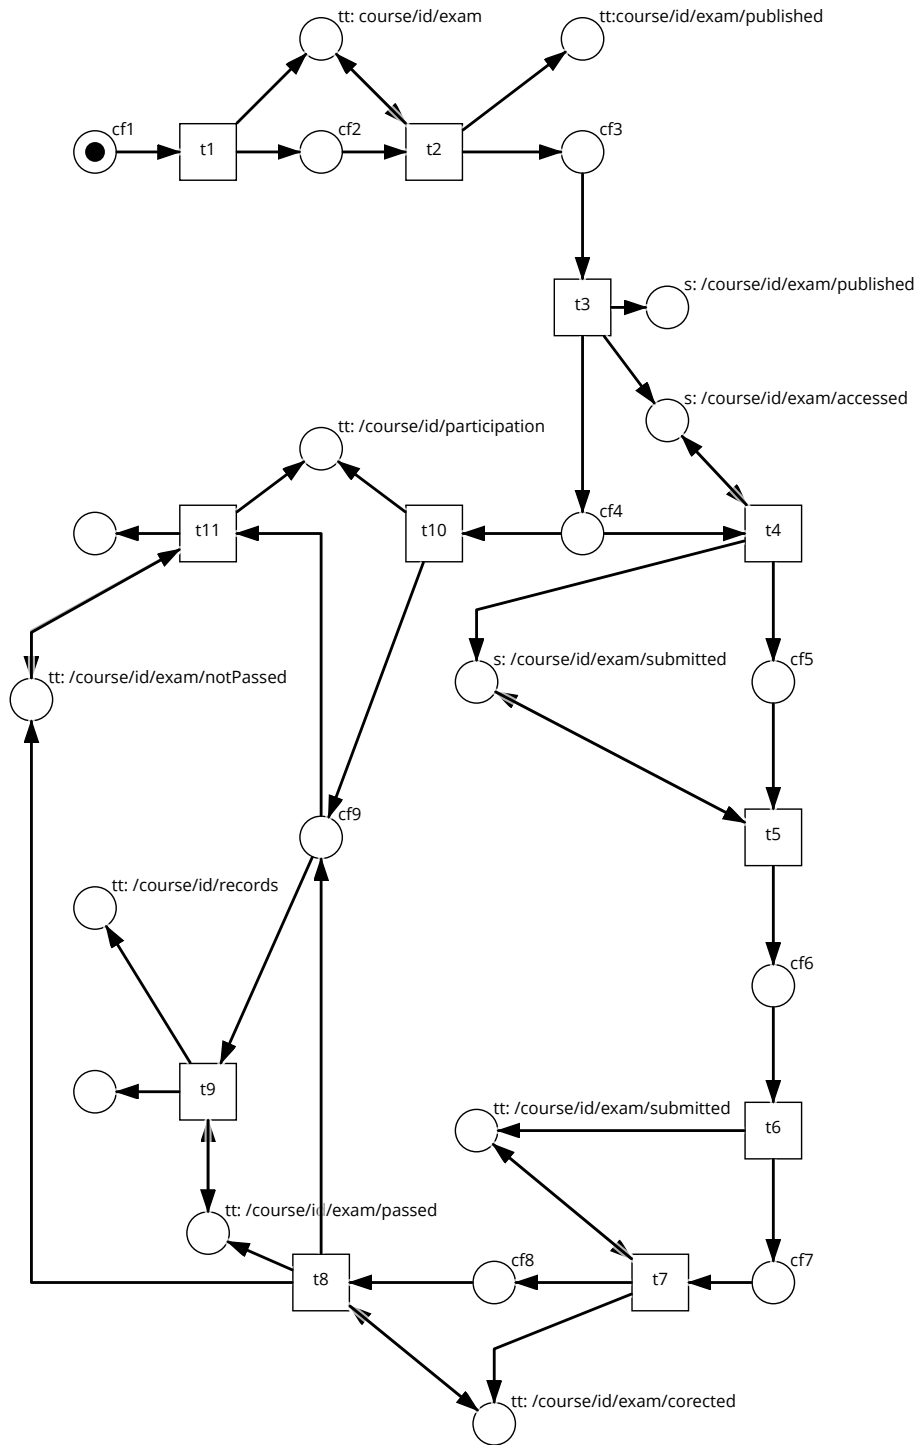 tt: course/id/exam
tt:course/id/exam/published
cf1
cf2
cf3
t1
t2
s: /course/id/exam/published
t3
s: /course/id/exam/accessed
tt: /course/id/participation
cf4
t11
t10
t4
s: /course/id/exam/submitted
cf5
tt: /course/id/exam/notPassed
cf9
t5
tt: /course/id/records
cf6
t9
tt: /course/id/exam/submitted
t6
tt: /course/id/exam/passed
cf8
cf7
t8
t7
tt: /course/id/exam/corected